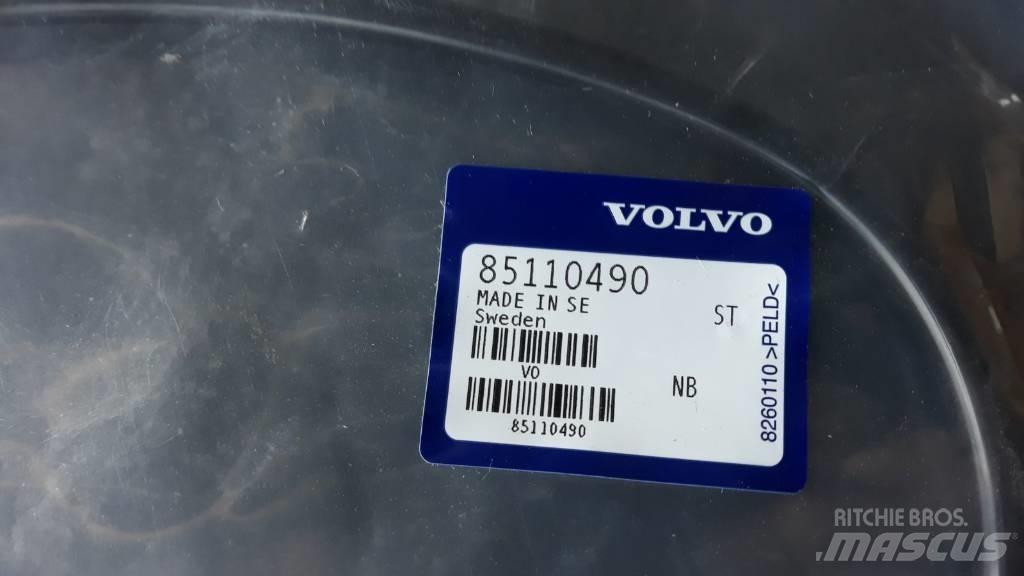 VOLVO
85110490
MADE IN SE
Sweden
ST
VO
NB
85110490
8260110 >PELD<
RITCHIE BROS.
.MASCUS